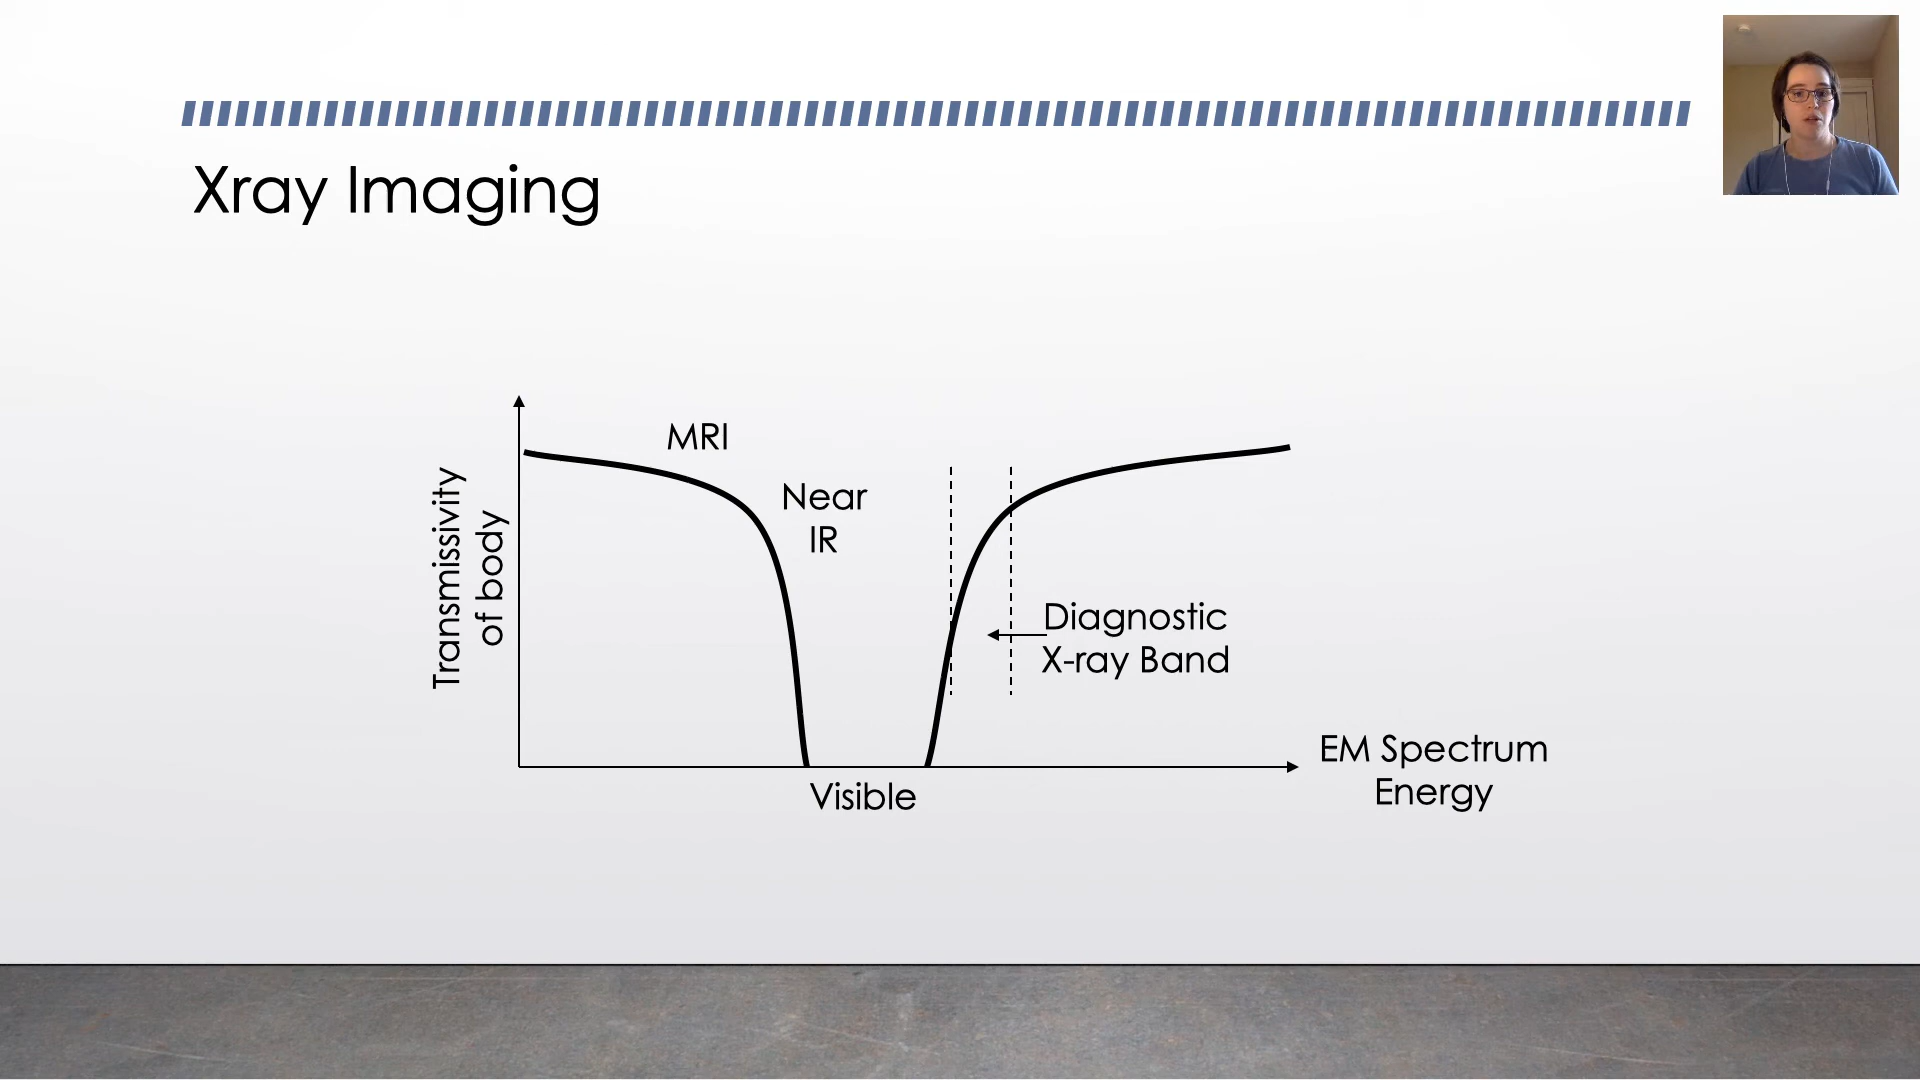 Xray Imaging
MRI
Near
IR
Transmissivity
of body
Diagnostic
X-ray Band
EM Spectrum
Energy
Visible